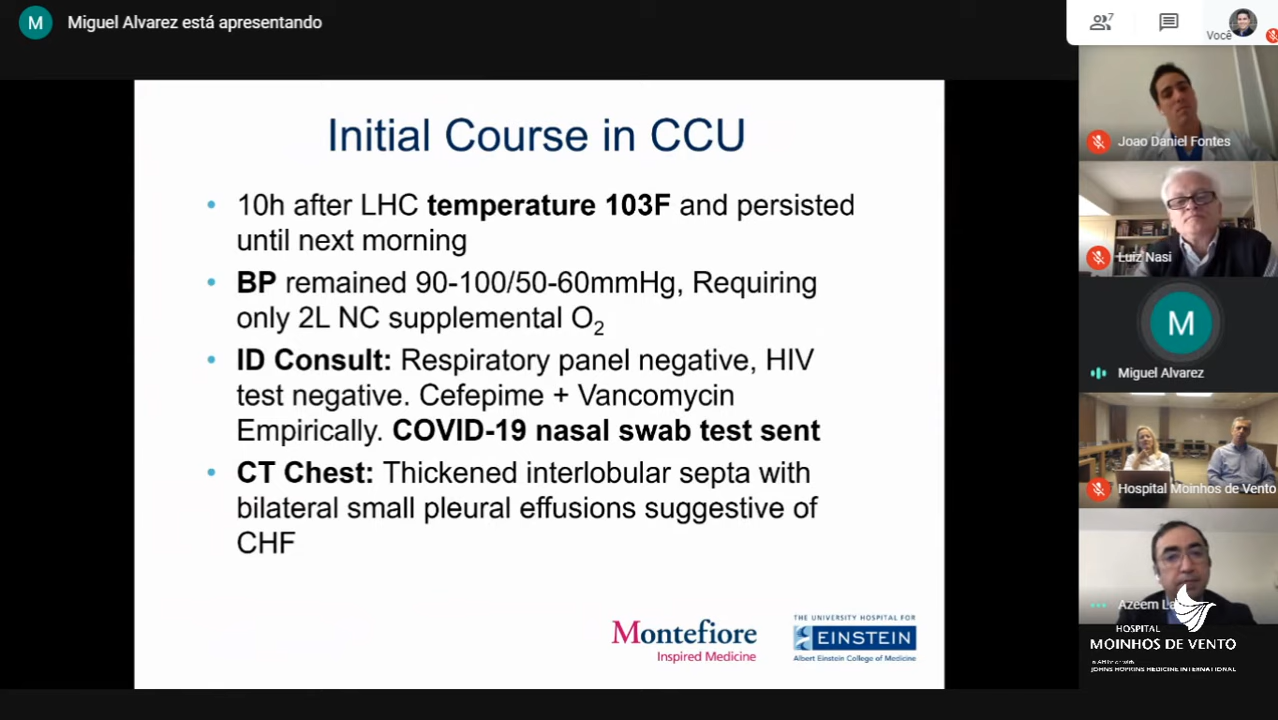 M Miguel Alvarez está apresentando
7
Você
Initial Course in CCU
• 10h after LHC temperature 103F and persisted
until next morning
• BP remained 90-100/50-60mmHg, Requiring
only 2L NC supplemental O₂
• ID Consult: Respiratory panel negative, HIV
test negative. Cefepime + Vancomycin
Empirically. COVID-19 nasal swab test sent
• CT Chest: Thickened interlobular septa with
bilateral small pleural effusions suggestive of
CHF
Montefiore
Inspired Medicine
THE UNIVERSITY HOSPITAL FOR
EINSTEIN
Albert Einstein College of Medicine
Joao Daniel Fontes
Luiz Nasi
M
Miguel Alvarez
Hospital Moinhos de Vento
Azeem
HOSPITAL
MOINHOS DE VENTO
JOHNS HOPKINS MEDICINE INTERNATIONAL